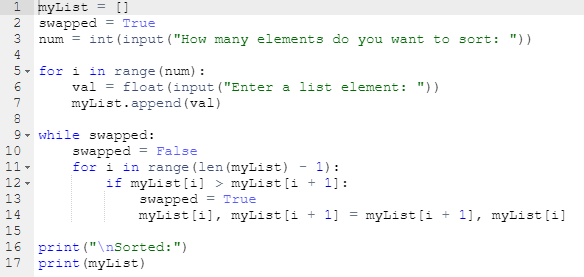 1 myList = []
2 swapped = True
3 num = int(input("How many elements do you want to sort: "))
4
5 for i in range(num):
6     val = float(input("Enter a list element: "))
7     myList.append(val)
8
9 while swapped:
10     swapped = False
11     for i in range(len(myList) - 1):
12         if myList[i] > myList[i + 1]:
13             swapped = True
14             myList[i], myList[i + 1] = myList[i + 1], myList[i]
15
16 print("\nSorted:")
17 print(myList)